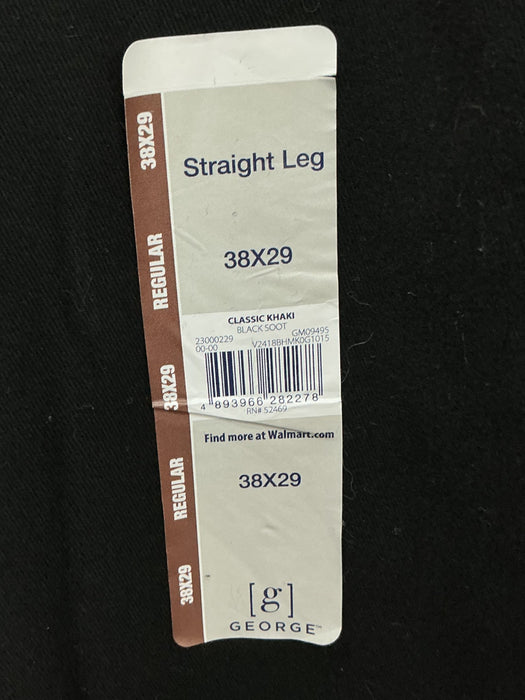 38X29
REGULAR
38X29
REGULAR
38X29
Straight Leg
38X29
CLASSIC KHAKI
BLACK SOOT
23000229 GM09495
00-00 V2418BHMK0G1015
4 893966 282278
RN# 52469
Find more at Walmart.com
38X29
[g]
GEORGE™